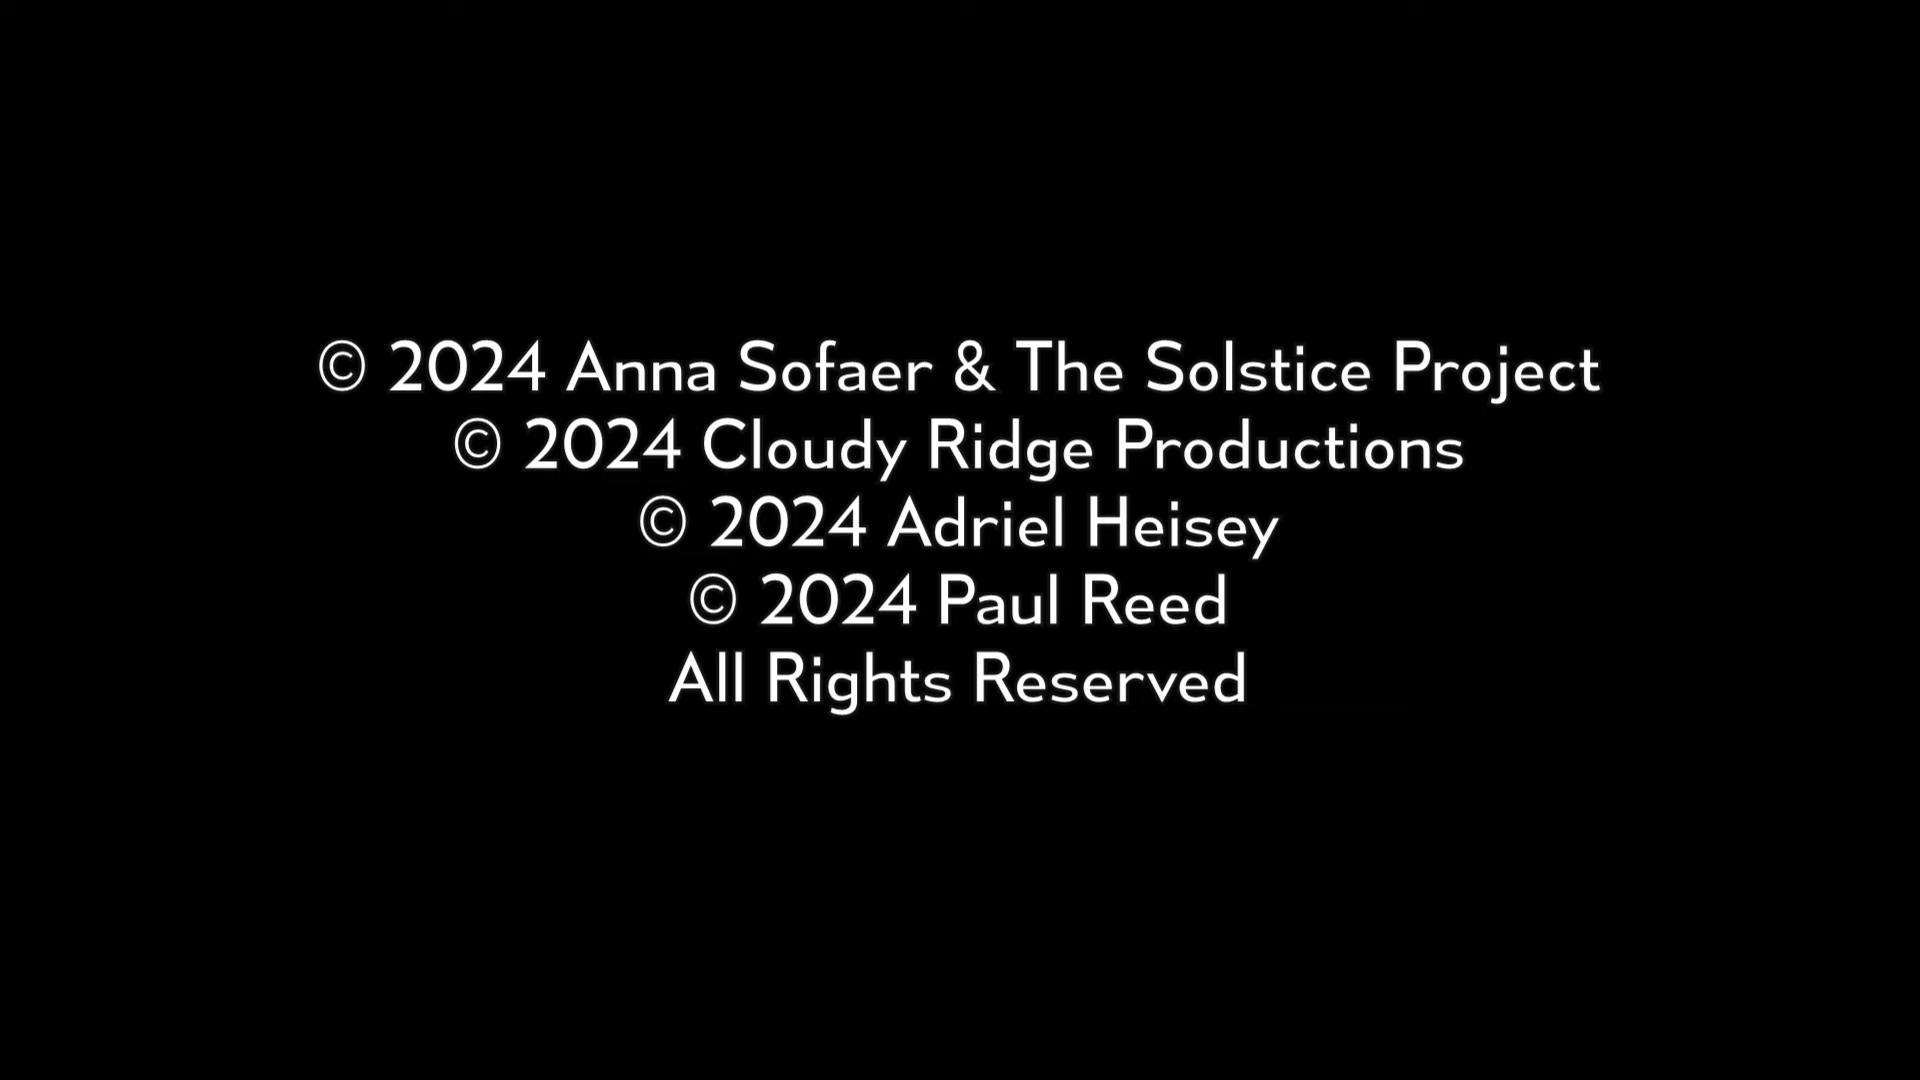 © 2024 Anna Sofaer & The Solstice Project
© 2024 Cloudy Ridge Productions
© 2024 Adriel Heisey
© 2024 Paul Reed
All Rights Reserved